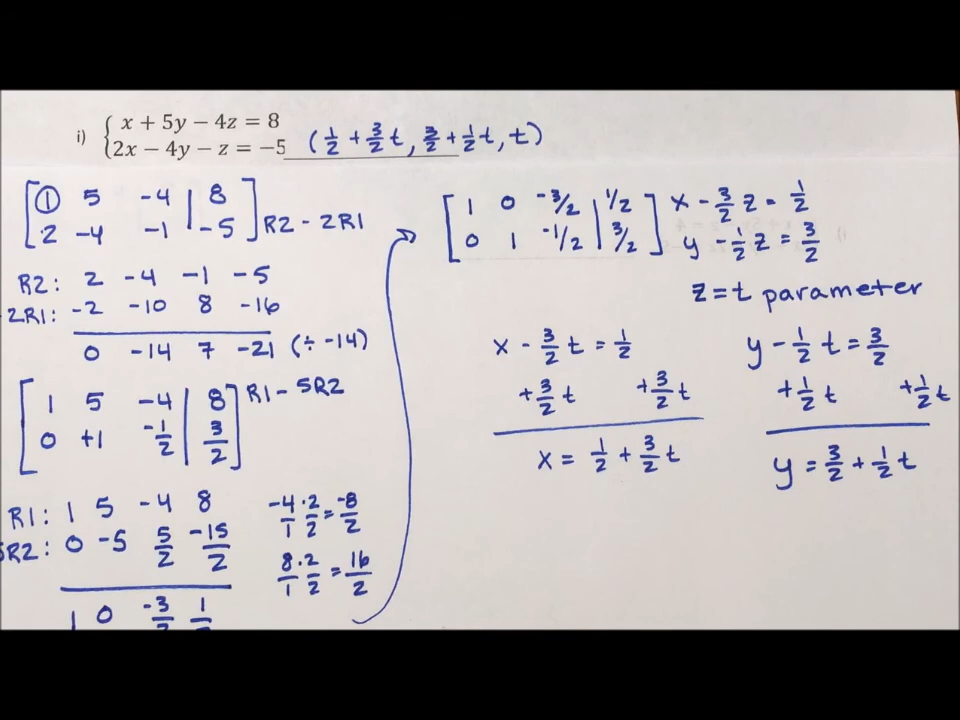 i) { x + 5y − 4z = 8
2x − 4y − z = −5 (1/2 + 3/2 t, 3/2 + 1/2 t, t)
[ 1 5 -4 | 8 ]
[ 2 -4 -1 | -5 ] R2 - 2R1
R2: 2 -4 -1 -5
2R1: -2 -10 8 -16
0 -14 7 -21 (÷ -14)
[ 1 5 -4 | 8 ] R1 - 5R2
[ 0 +1 -1/2 | 3/2 ]
R1: 1 5 -4 8
5R2: 0 -5 5/2 -15/2
1 0 -3/2 1/2
-4/1 · 2/2 = -8/2
8/1 · 2/2 = 16/2
[ 1 0 -3/2 | 1/2 ] x - 3/2 z = 1/2
[ 0 1 -1/2 | 3/2 ] y - 1/2 z = 3/2
z = t parameter
x - 3/2 t = 1/2
+3/2 t +3/2 t
x = 1/2 + 3/2 t
y - 1/2 t = 3/2
+1/2 t +1/2 t
y = 3/2 + 1/2 t